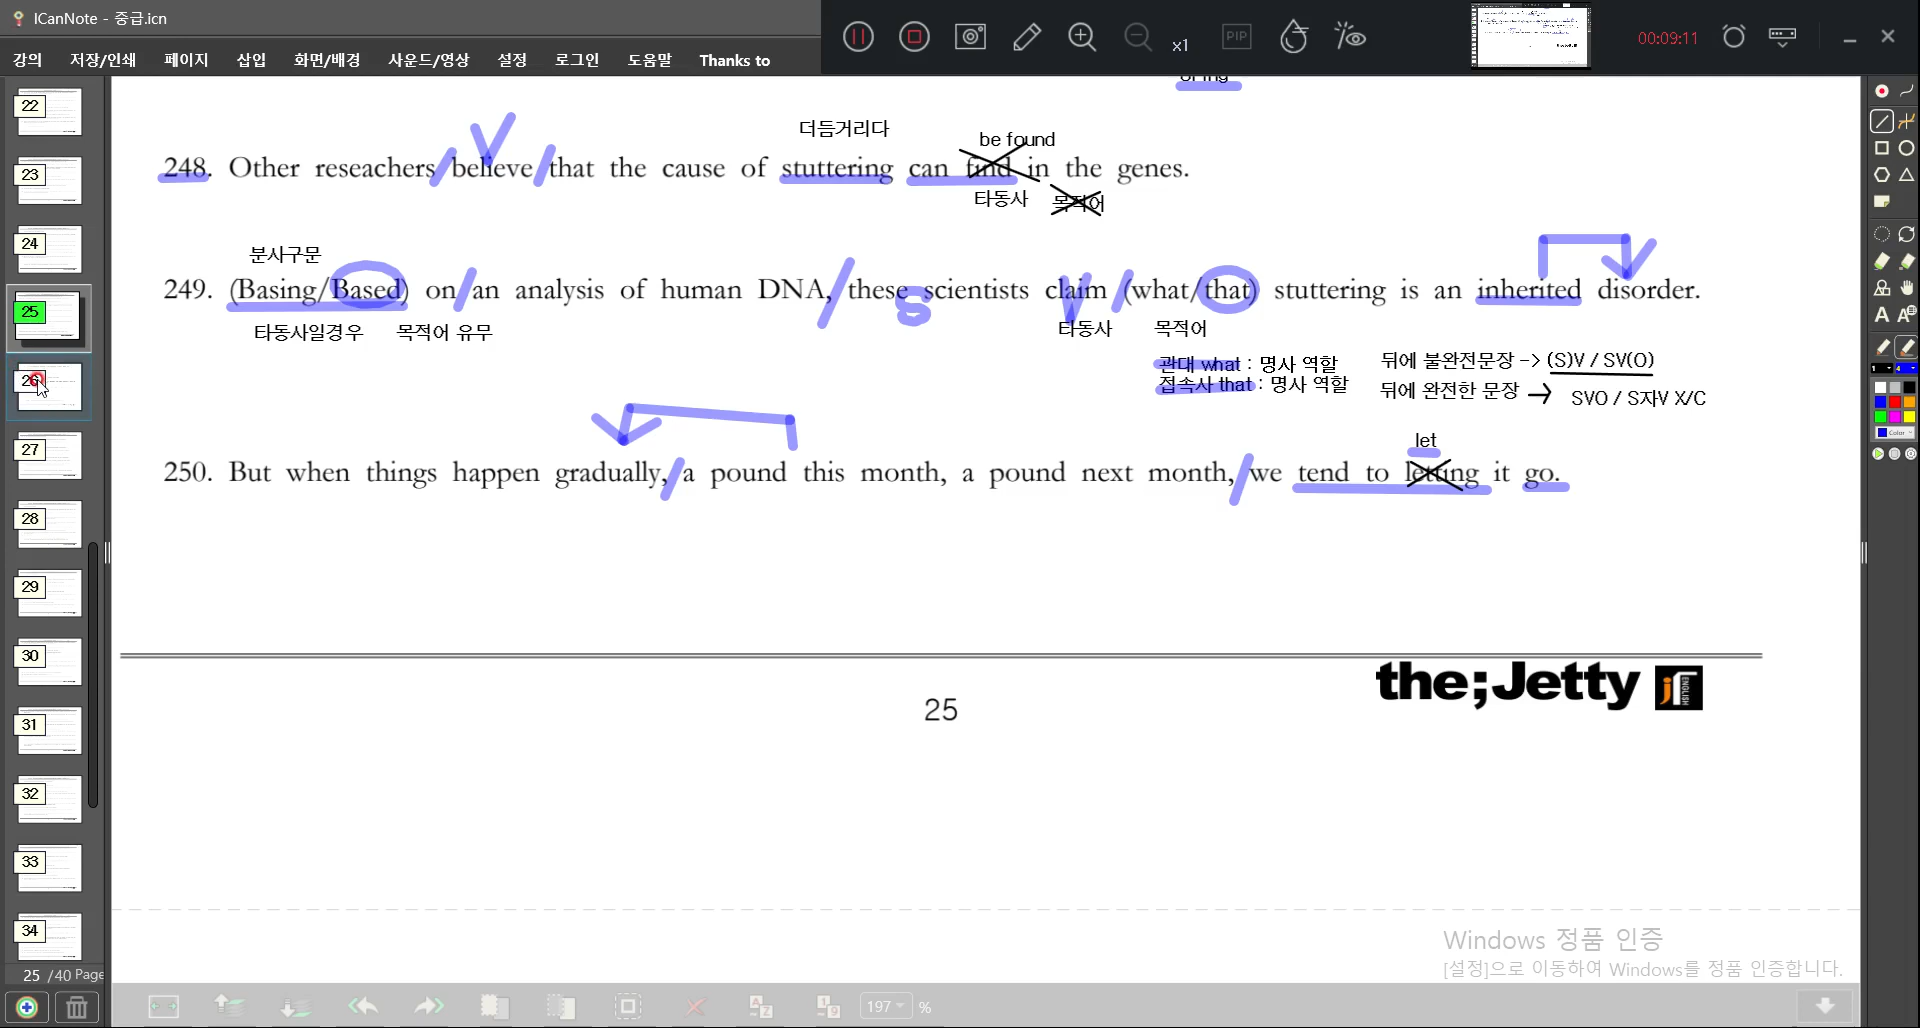 ICanNote - 중급.icn
강의 저장/인쇄 페이지 삽입 화면/배경 사운드/영상 설정 로그인 도움말 Thanks to
x1 PIP 00:09:11
더듬거리다
be found
248. Other reseachers believe that the cause of stuttering can find in the genes.
타동사 목적어
분사구문
249. (Basing/Based) on an analysis of human DNA, these scientists claim (what/that) stuttering is an inherited disorder.
S
타동사일경우 목적어 유무 타동사 목적어
관대 what : 명사 역할 뒤에 불완전문장 -> (S)V / SV(O)
접속사 that : 명사 역할 뒤에 완전한 문장 → SVO / S자V X/C
let
250. But when things happen gradually, a pound this month, a pound next month, we tend to letting it go.
the;Jetty ENGLISH
25
22
23
24
25
26
27
28
29
30
31
32
33
34
25 /40 Page
Windows 정품 인증
[설정]으로 이동하여 Windows를 정품 인증합니다.
197 %
A
A
1
4
Color